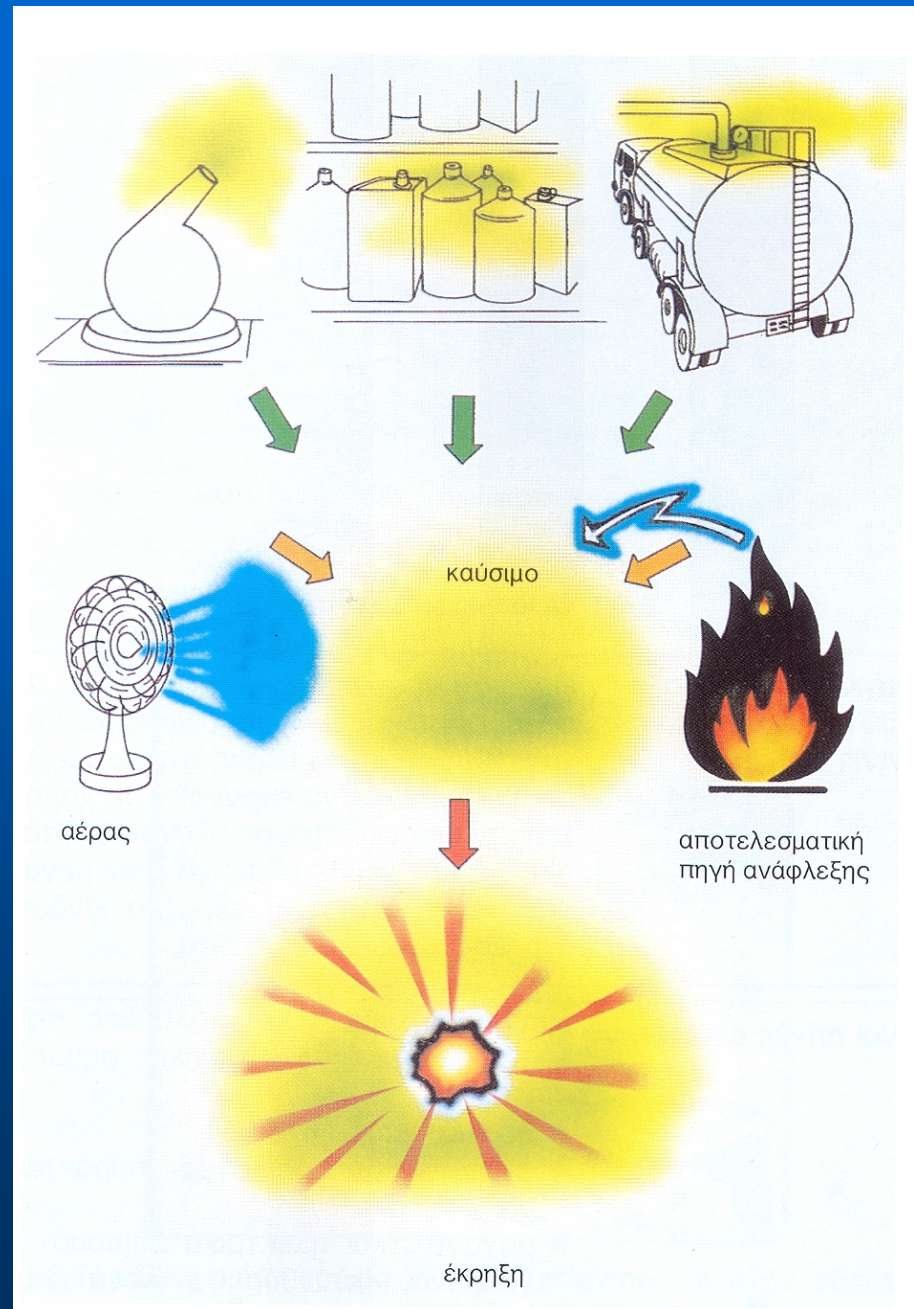 καύσιμο
αέρας
αποτελεσματική
πηγή ανάφλεξης
έκρηξη